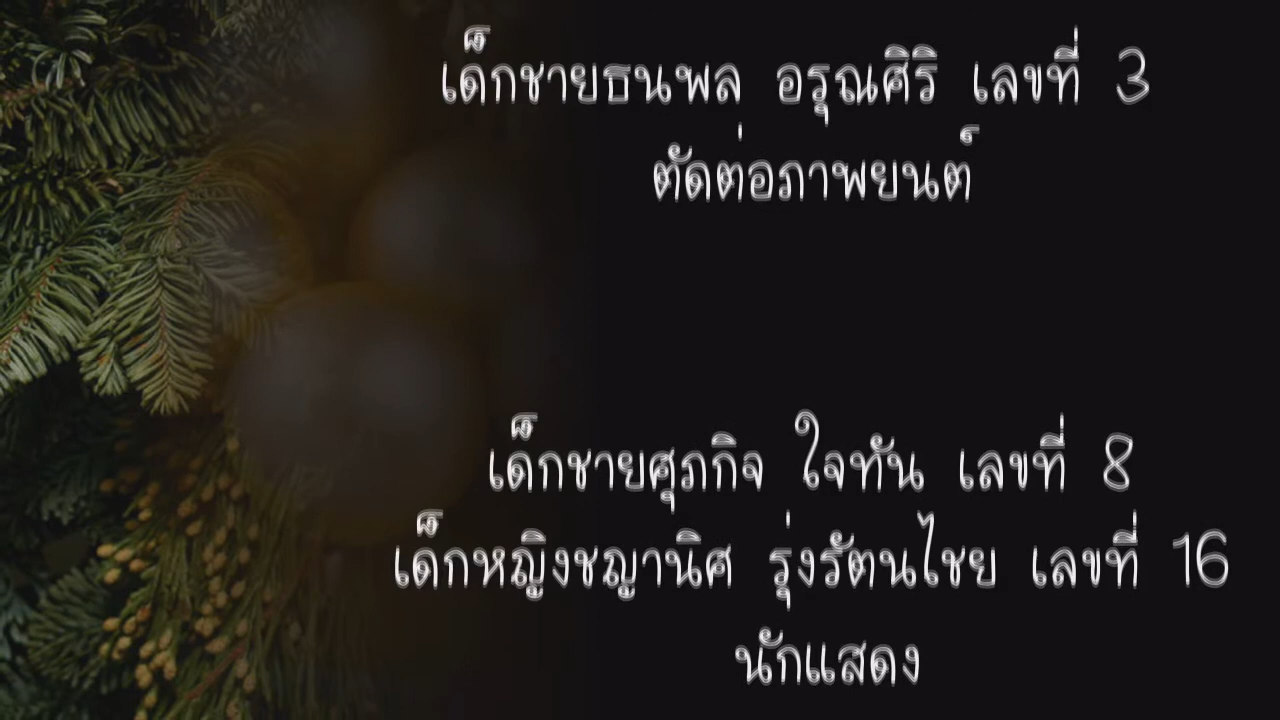 เด็กชายธนพล อรุณศิริ เลขที่ 3
ตัดต่อภาพยนต์
เด็กชายศุภกิจ ใจทัน เลขที่ 8
เด็กหญิงชญานิศ รุ่งรัตนไชย เลขที่ 16
นักแสดง